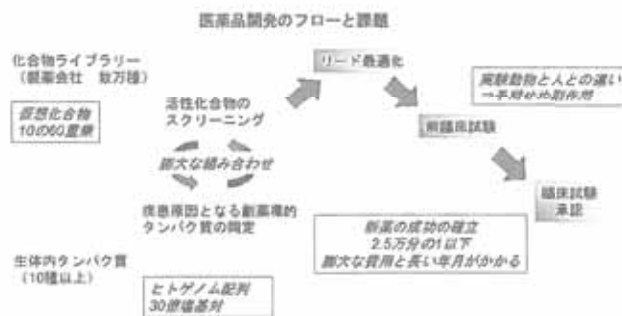 医薬品開発のフローと課題
化合物ライブラリー
(製薬会社 数万種)
仮想化合物
10の60重乗
活性化合物の
スクリーニング
膨大な組み合わせ
疾患原因となる創薬標的
タンパク質の同定
生体内タンパク質
(10種以上)
ヒトゲノム配列
30億塩基対
リード最適化
前臨床試験
実験動物と人との違い
臨床試験
承認
新薬の成功の確立
2.5万分の1以下
膨大な費用と長い年月がかかる